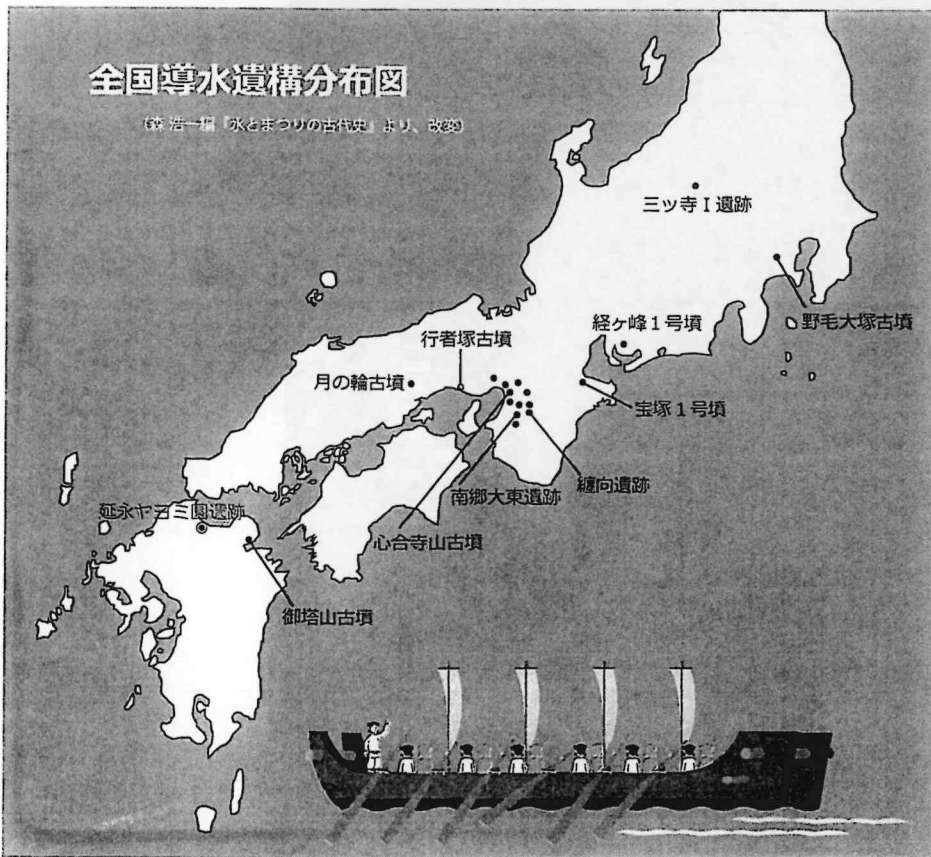 全国導水遺構分布図
(森 浩一編『水とまつりの古代史』より、改変)
三ッ寺Ⅰ遺跡
野毛大塚古墳
経ヶ峰1号墳
行者塚古墳
月の輪古墳
宝塚1号墳
纏向遺跡
南郷大東遺跡
延永ヤヨミ園遺跡
心合寺山古墳
御塔山古墳